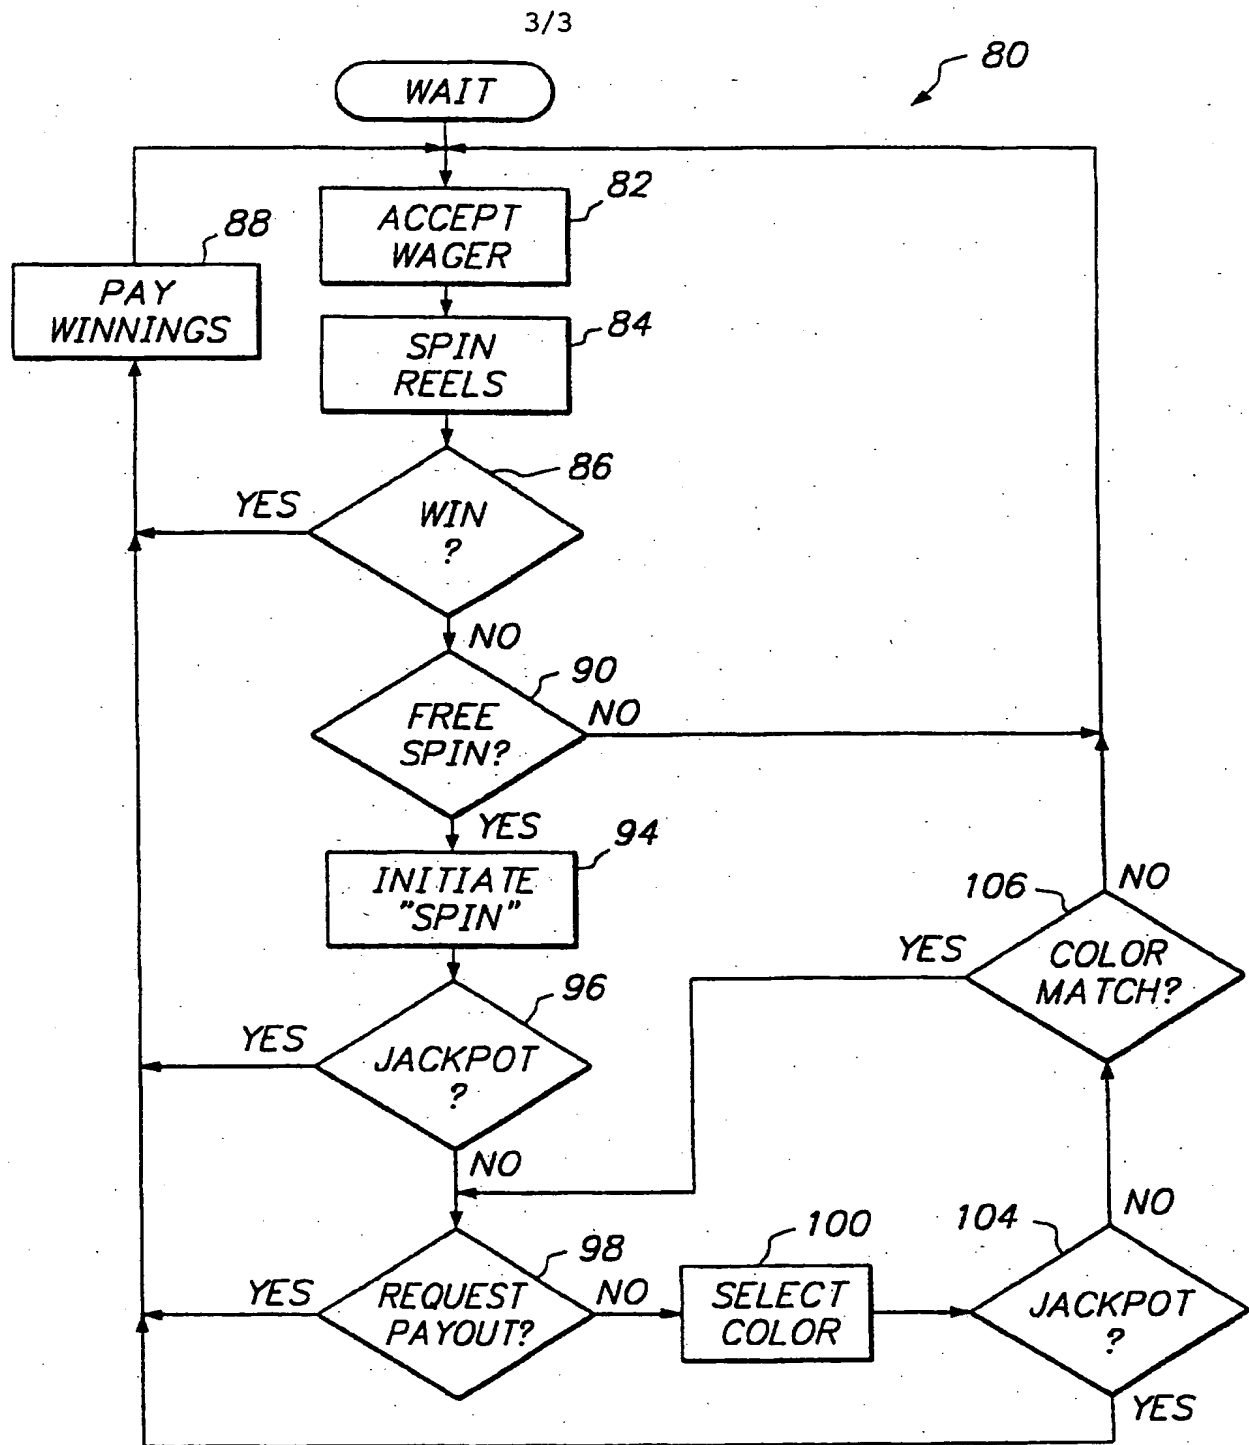 3/3
80
WAIT
82
ACCEPT
WAGER
88
PAY
WINNINGS
84
SPIN
REELS
86
YES
WIN
?
NO
90
FREE
SPIN?
NO
YES
94
INITIATE
"SPIN"
106
NO
YES
COLOR
MATCH?
96
YES
JACKPOT
?
NO
98
YES
REQUEST
PAYOUT?
NO
100
SELECT
COLOR
104
NO
JACKPOT
?
YES